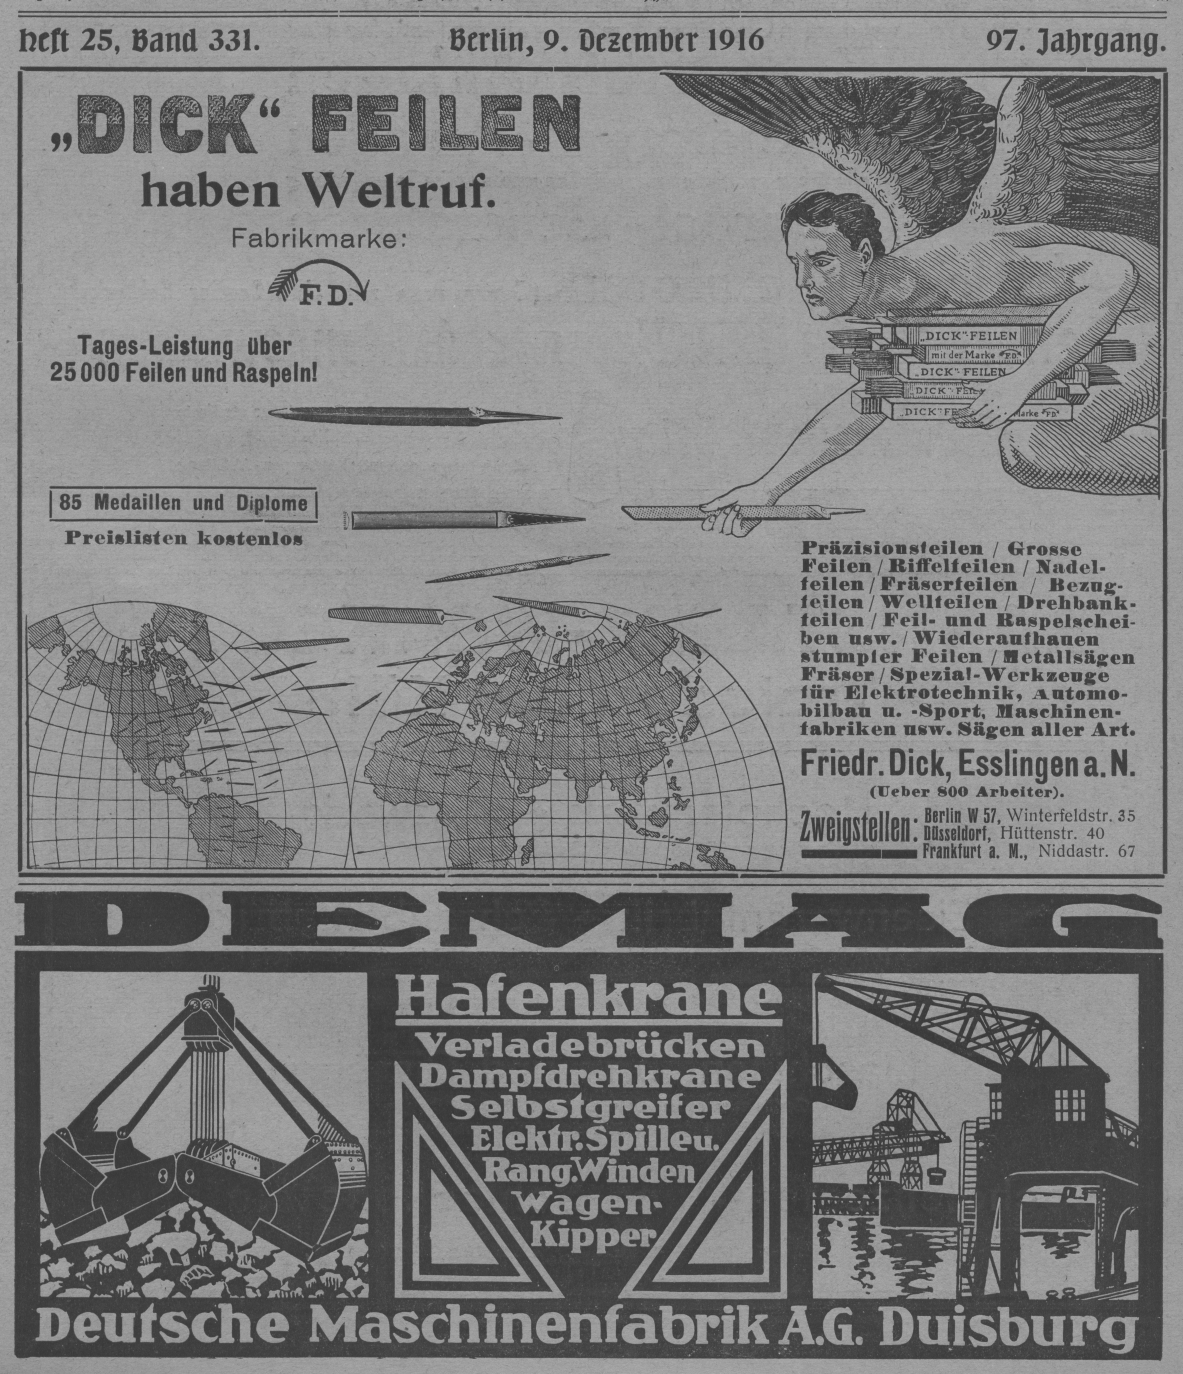 Heft 25, Band 331.
Berlin, 9. Dezember 1916
97. Jahrgang.
„DICK“ FEILEN
haben Weltruf.
Fabrikmarke:
F. D.
Tages-Leistung über
25 000 Feilen und Raspeln!
85 Medaillen und Diplome
Preislisten kostenlos
„DICK“-FEILEN
mit der Marke F.D.
„DICK“-FEILEN
„DICK“-FEI
„DICK“ FE Marke F.D.
Präzisionsfeilen / Grosse
Feilen / Riffelfeilen / Nadel-
feilen / Fräserfeilen / Bezug-
feilen / Wellfeilen / Drehbank-
feilen / Feil- und Raspelschei-
ben usw. / Wiederaufhauen
stumpfer Feilen / Metallsägen
Fräser / Spezial-Werkzeuge
für Elektrotechnik, Automo-
bilbau u. -Sport, Maschinen-
fabriken usw. Sägen aller Art.
Friedr. Dick, Esslingen a. N.
(Ueber 800 Arbeiter).
Zweigstellen: Berlin W 57, Winterfeldstr. 35
Düsseldorf, Hüttenstr. 40
Frankfurt a. M., Niddastr. 67
DEMAG
Hafenkrane
Verladebrücken
Dampfdrehkrane
Selbstgreifer
Elektr. Spille u.
Rang. Winden
Wagen-
Kipper
Deutsche Maschinenfabrik A.G. Duisburg